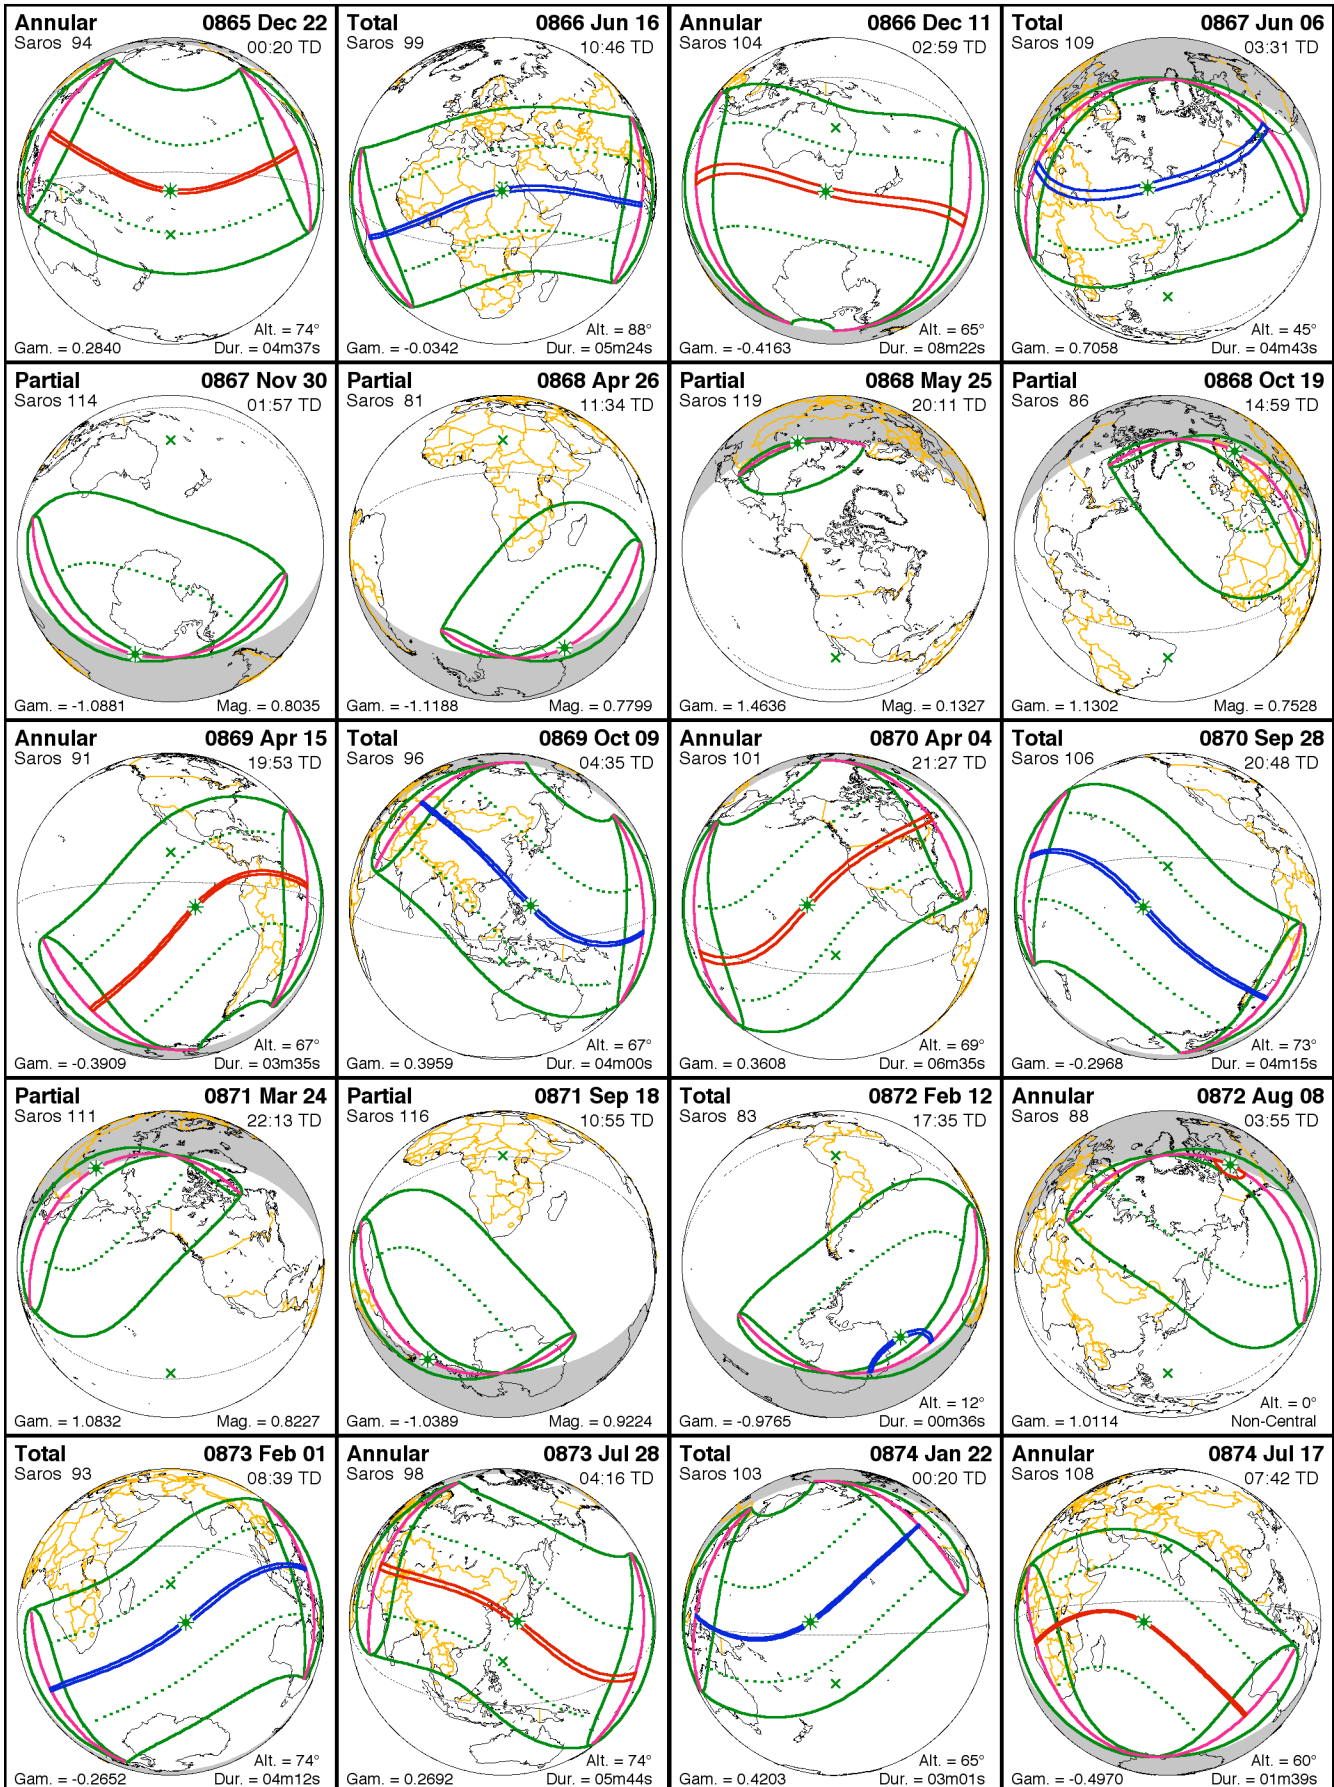 Annular 0865 Dec 22
Saros 94 00:20 TD
Alt. = 74°
Gam. = 0.2840 Dur. = 04m37s
Total 0866 Jun 16
Saros 99 10:46 TD
Alt. = 88°
Gam. = -0.0342 Dur. = 05m24s
Annular 0866 Dec 11
Saros 104 02:59 TD
Alt. = 65°
Gam. = -0.4163 Dur. = 08m22s
Total 0867 Jun 06
Saros 109 03:31 TD
Alt. = 45°
Gam. = 0.7058 Dur. = 04m43s
Partial 0867 Nov 30
Saros 114 01:57 TD
Gam. = -1.0881 Mag. = 0.8035
Partial 0868 Apr 26
Saros 81 11:34 TD
Gam. = -1.1188 Mag. = 0.7799
Partial 0868 May 25
Saros 119 20:11 TD
Gam. = 1.4636 Mag. = 0.1327
Partial 0868 Oct 19
Saros 86 14:59 TD
Gam. = 1.1302 Mag. = 0.7528
Annular 0869 Apr 15
Saros 91 19:53 TD
Alt. = 67°
Gam. = -0.3909 Dur. = 03m35s
Total 0869 Oct 09
Saros 96 04:35 TD
Alt. = 67°
Gam. = 0.3959 Dur. = 04m00s
Annular 0870 Apr 04
Saros 101 21:27 TD
Alt. = 69°
Gam. = 0.3608 Dur. = 06m35s
Total 0870 Sep 28
Saros 106 20:48 TD
Alt. = 73°
Gam. = -0.2968 Dur. = 04m15s
Partial 0871 Mar 24
Saros 111 22:13 TD
Gam. = 1.0832 Mag. = 0.8227
Partial 0871 Sep 18
Saros 116 10:55 TD
Gam. = -1.0389 Mag. = 0.9224
Total 0872 Feb 12
Saros 83 17:35 TD
Alt. = 12°
Gam. = -0.9765 Dur. = 00m36s
Annular 0872 Aug 08
Saros 88 03:55 TD
Alt. = 0°
Gam. = 1.0114 Non-Central
Total 0873 Feb 01
Saros 93 08:39 TD
Alt. = 74°
Gam. = -0.2652 Dur. = 04m12s
Annular 0873 Jul 28
Saros 98 04:16 TD
Alt. = 74°
Gam. = 0.2692 Dur. = 05m44s
Total 0874 Jan 22
Saros 103 00:20 TD
Alt. = 65°
Gam. = 0.4203 Dur. = 03m01s
Annular 0874 Jul 17
Saros 108 07:42 TD
Alt. = 60°
Gam. = -0.4970 Dur. = 01m39s